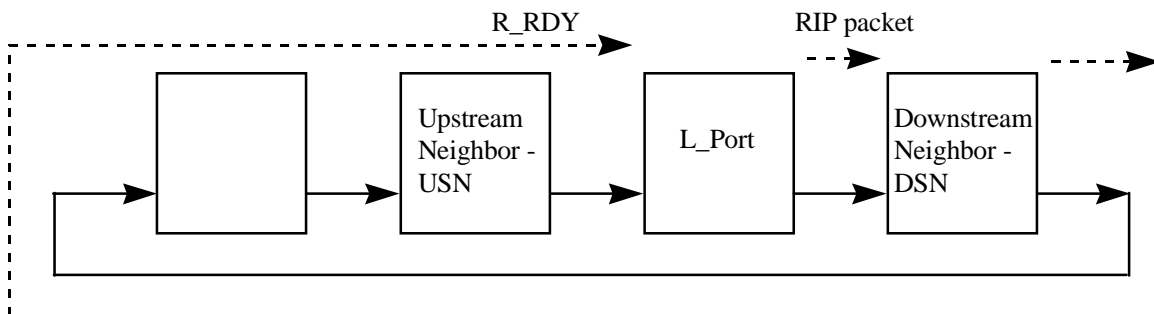 R_RDY
RIP packet
Upstream
Neighbor -
USN
L_Port
Downstream
Neighbor -
DSN